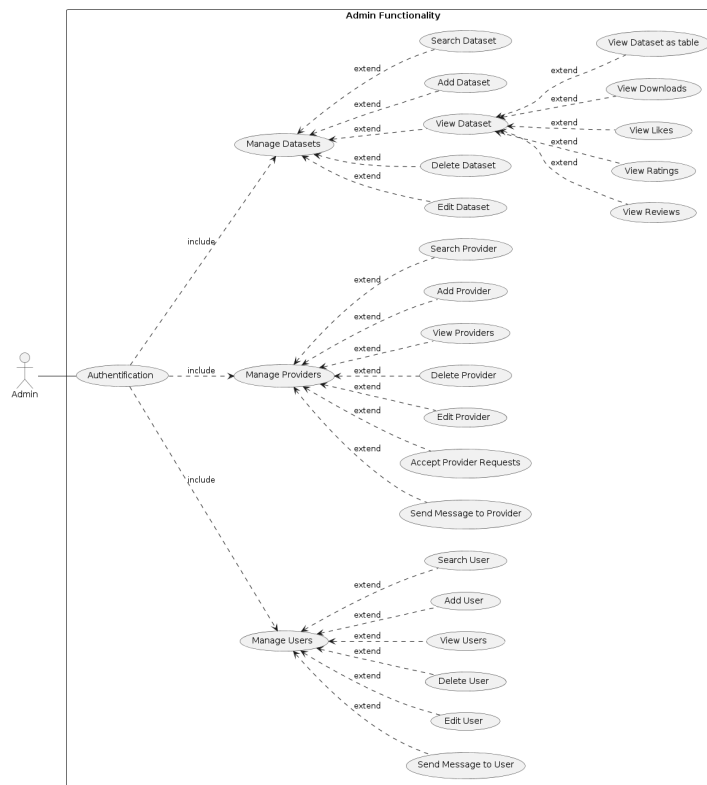 Admin Functionality
Search Dataset
View Dataset as table
extend
extend
Add Dataset
extend
View Downloads
extend
View Dataset
extend
extend
View Likes
Manage Datasets
extend
extend
Delete Dataset
extend
View Ratings
extend
Edit Dataset
View Reviews
include
Search Provider
extend
Add Provider
extend
extend
View Providers
Admin
Authentification
include
Manage Providers
extend
Delete Provider
extend
Edit Provider
extend
Accept Provider Requests
extend
Send Message to Provider
include
Search User
extend
Add User
extend
Manage Users
extend
View Users
extend
Delete User
extend
Edit User
extend
Send Message to User